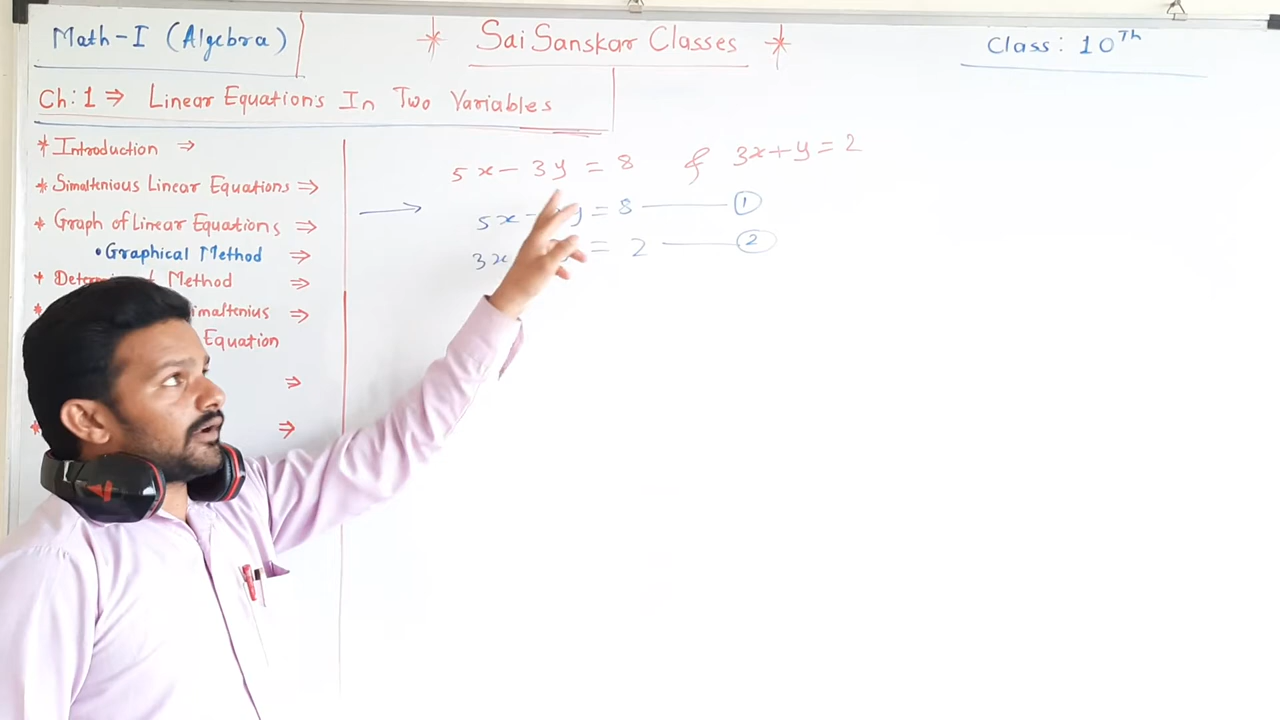 Math-I (Algebra)
* Sai Sanskar Classes *
Class: 10Th
Ch: 1 ⇒ Linear Equations In Two Variables
* Introduction ⇒
* Simaltenious Linear Equations ⇒
* Graph of Linear Equations ⇒
• Graphical Method ⇒
* Method ⇒
⇒
Equation
⇒
* ⇒
5x - 3y = 8 & 3x + y = 2
→ 5x y = 8 — ①
3x = 2 — ②